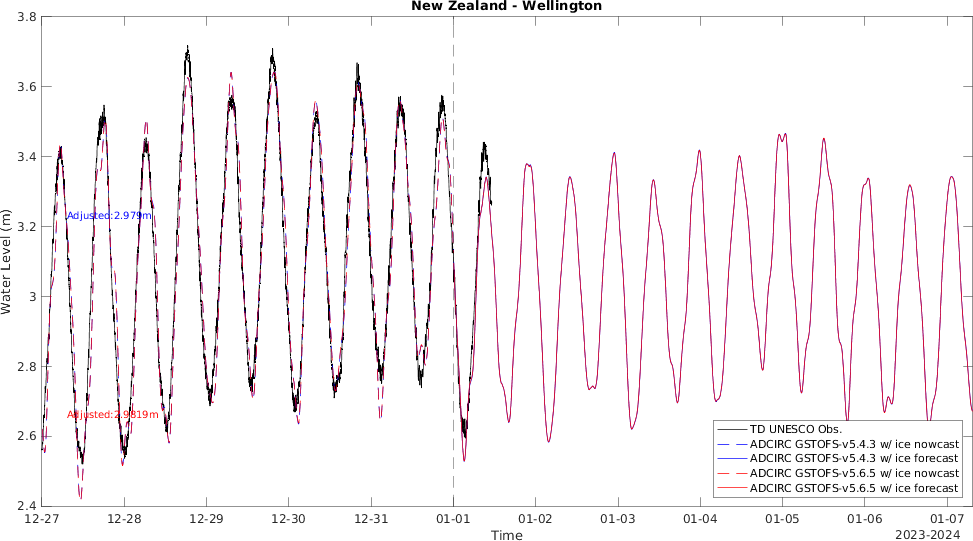 New Zealand - Wellington
3.8
3.6
3.4
3.2
3
2.8
2.6
2.4
Water Level (m)
Adjusted:2.979m
Adjusted:2.9819m
TD UNESCO Obs.
ADCIRC GSTOFS-v5.4.3 w/ ice nowcast
ADCIRC GSTOFS-v5.4.3 w/ ice forecast
ADCIRC GSTOFS-v5.6.5 w/ ice nowcast
ADCIRC GSTOFS-v5.6.5 w/ ice forecast
12-27 12-28 12-29 12-30 12-31 01-01 01-02 01-03 01-04 01-05 01-06 01-07
Time
2023-2024